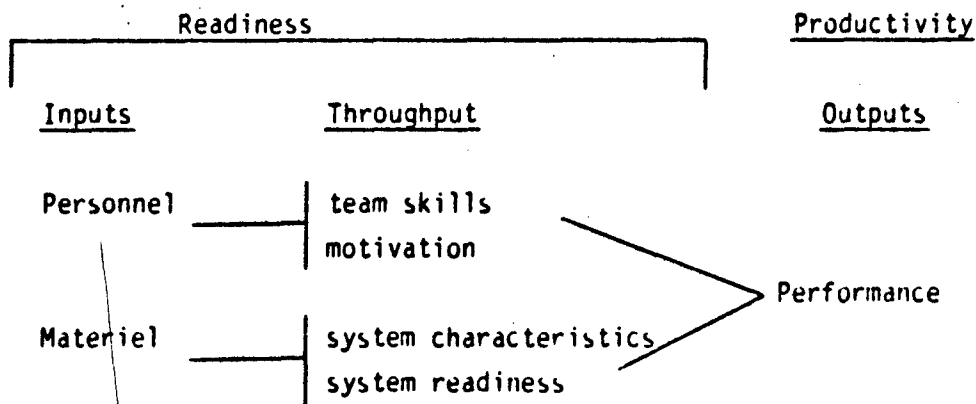 Readiness Productivity
Inputs Throughput Outputs
Personnel team skills
motivation
Performance
Materiel system characteristics
system readiness